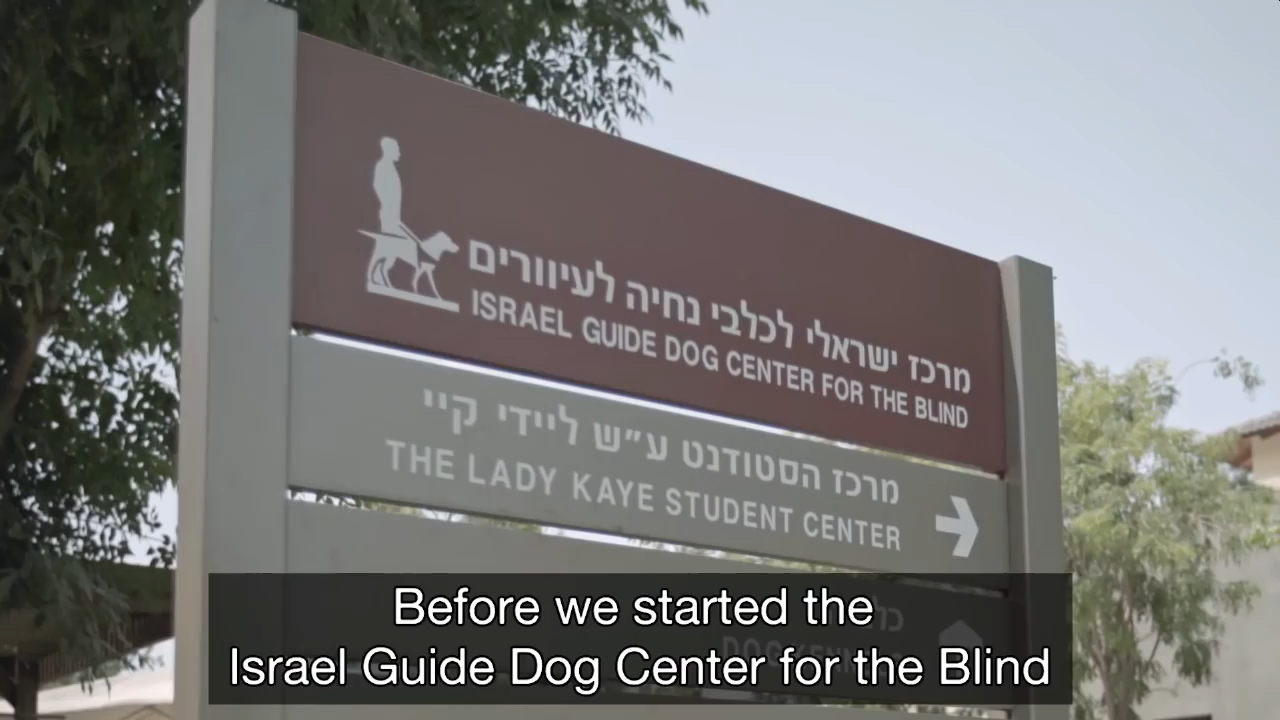 מרכז ישראלי לכלבי נחיה לעיוורים
ISRAEL GUIDE DOG CENTER FOR THE BLIND
מרכז הסטודנט ע״ש ליידי קיי
THE LADY KAYE STUDENT CENTER
Before we started the
Israel Guide Dog Center for the Blind